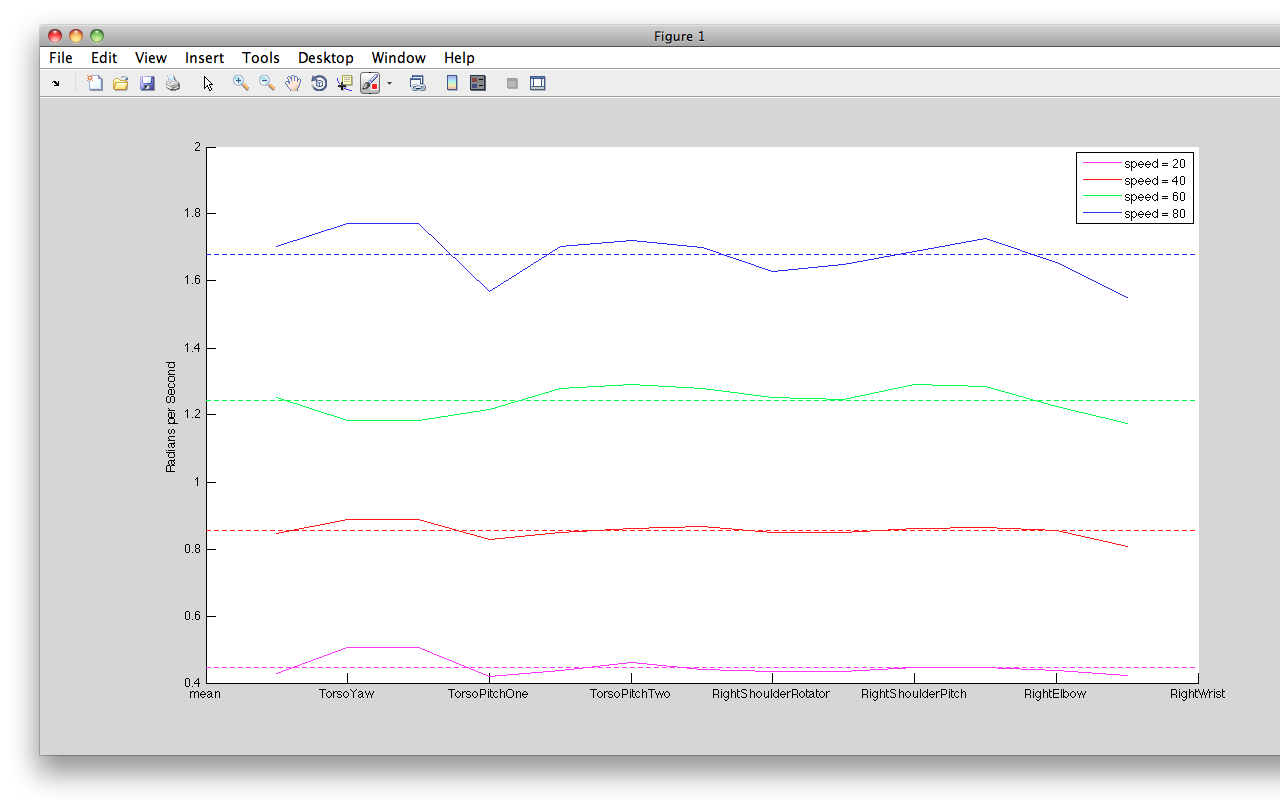 Figure 1
File Edit View Insert Tools Desktop Window Help
speed = 20
speed = 40
speed = 60
speed = 80
2
1.8
1.6
1.4
1.2
1
0.8
0.6
0.4
Radians per Second
mean TorsoYaw TorsoPitchOne TorsoPitchTwo RightShoulderRotator RightShoulderPitch RightElbow RightWrist